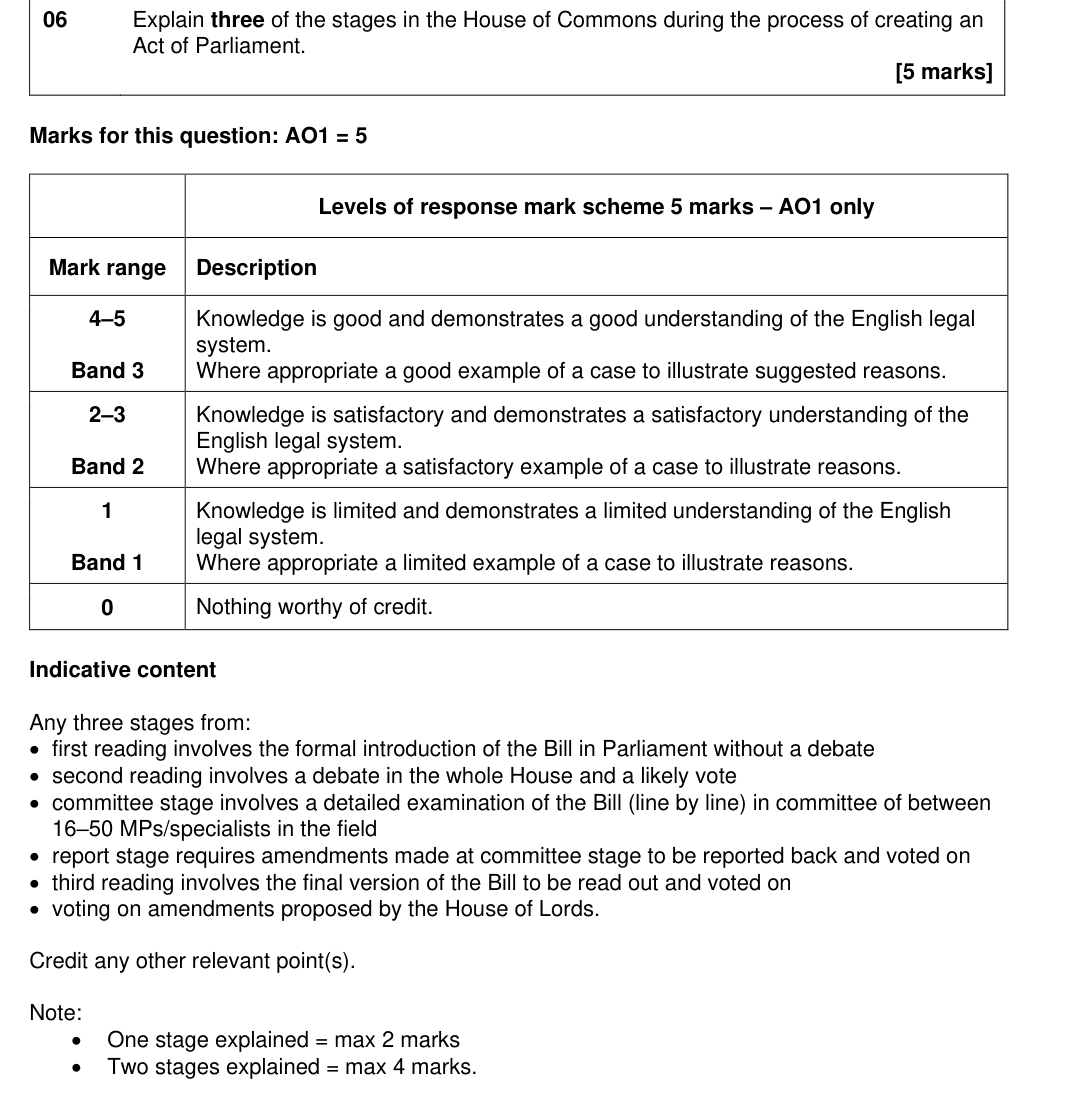 06 Explain three of the stages in the House of Commons during the process of creating an
Act of Parliament.
[5 marks]
Marks for this question: AO1 = 5
Levels of response mark scheme 5 marks – AO1 only
Mark range Description
4–5 Knowledge is good and demonstrates a good understanding of the English legal
system.
Band 3 Where appropriate a good example of a case to illustrate suggested reasons.
2–3 Knowledge is satisfactory and demonstrates a satisfactory understanding of the
English legal system.
Band 2 Where appropriate a satisfactory example of a case to illustrate reasons.
1 Knowledge is limited and demonstrates a limited understanding of the English
legal system.
Band 1 Where appropriate a limited example of a case to illustrate reasons.
0 Nothing worthy of credit.
Indicative content
Any three stages from:
• first reading involves the formal introduction of the Bill in Parliament without a debate
• second reading involves a debate in the whole House and a likely vote
• committee stage involves a detailed examination of the Bill (line by line) in committee of between
16–50 MPs/specialists in the field
• report stage requires amendments made at committee stage to be reported back and voted on
• third reading involves the final version of the Bill to be read out and voted on
• voting on amendments proposed by the House of Lords.
Credit any other relevant point(s).
Note:
• One stage explained = max 2 marks
• Two stages explained = max 4 marks.